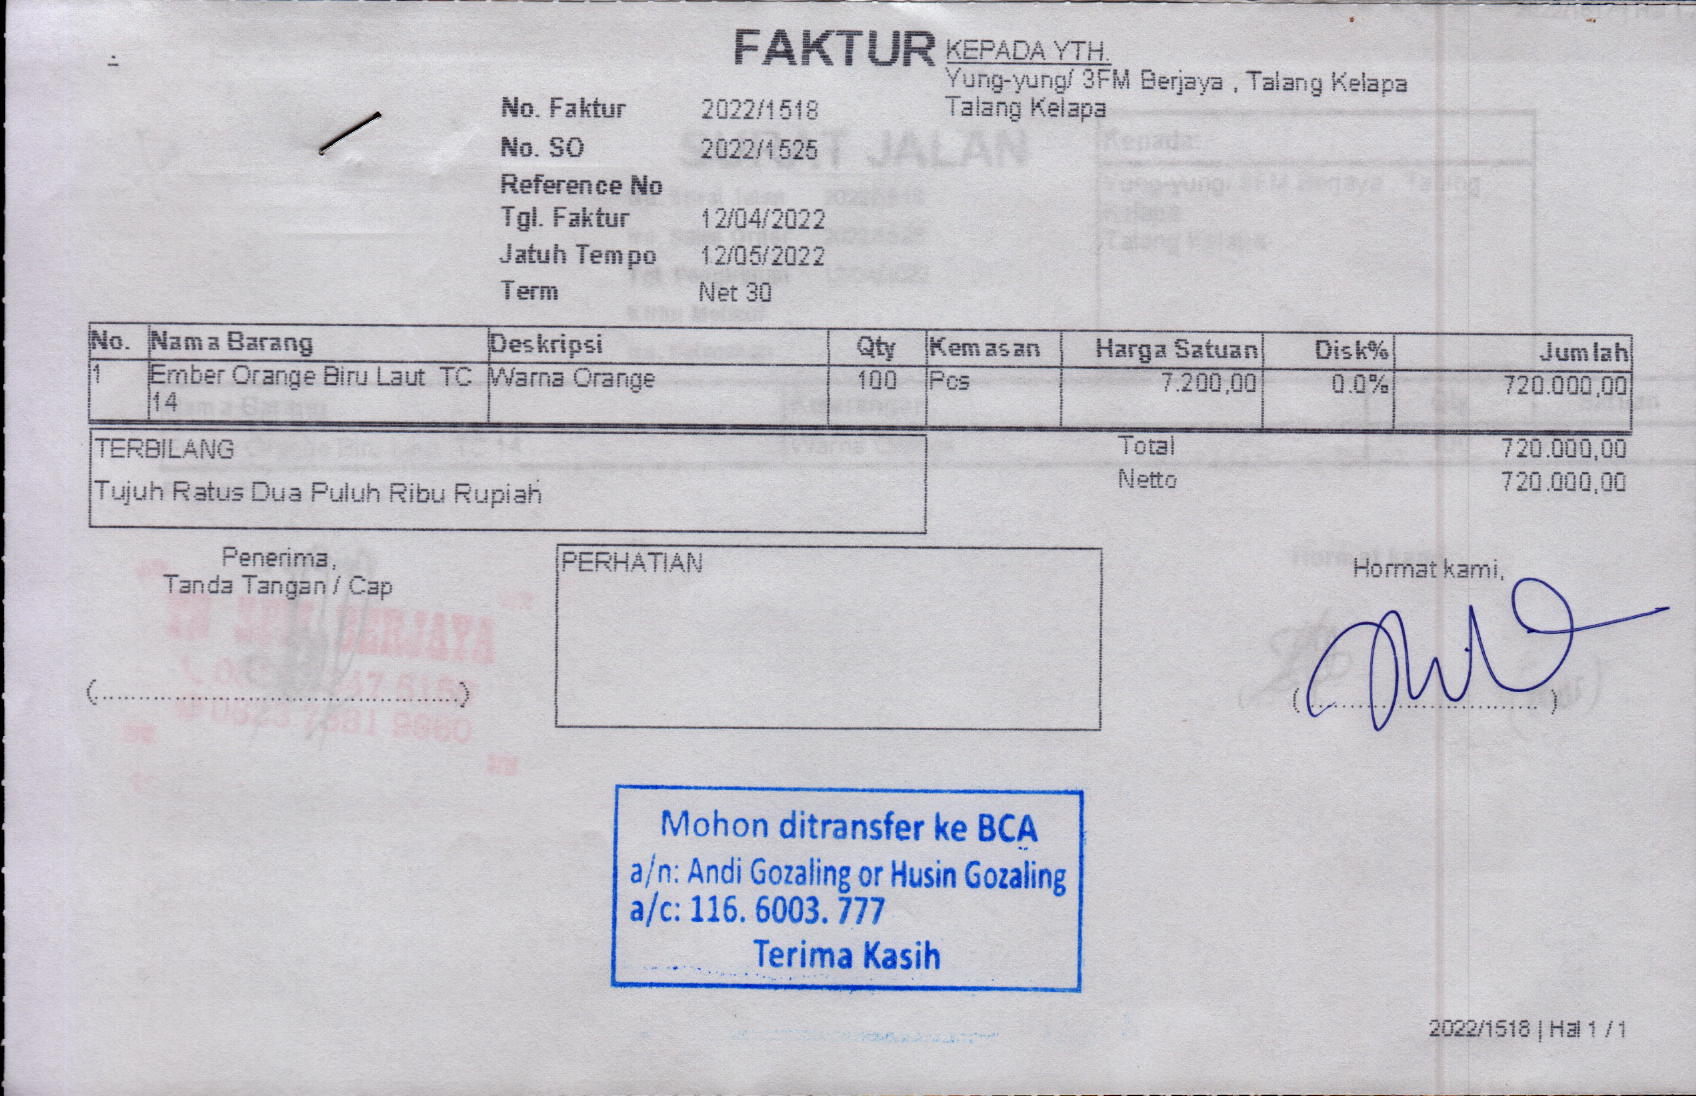 FAKTUR
KEPADA YTH.
Yung-yung/ 3FM Berjaya , Talang Kelapa
Talang Kelapa
No. Faktur 2022/1518
No. SO 2022/1525
Reference No
Tgl. Faktur 12/04/2022
Jatuh Tempo 12/05/2022
Term Net 30
No. Nama Barang Deskripsi Qty Kemasan Harga Satuan Disk% Jumlah
1 Ember Orange Biru Laut TC 14 Warna Orange 100 Pcs 7.200,00 0.0% 720.000,00
TERBILANG
Tujuh Ratus Dua Puluh Ribu Rupiah
Total 720.000,00
Netto 720.000,00
Penerima,
Tanda Tangan / Cap
PERHATIAN
Hormat kami,
Mohon ditransfer ke BCA
a/n: Andi Gozaling or Husin Gozaling
a/c: 116. 6003. 777
Terima Kasih
2022/1518 | Hal 1 / 1
SURAT JALAN
Kepada: